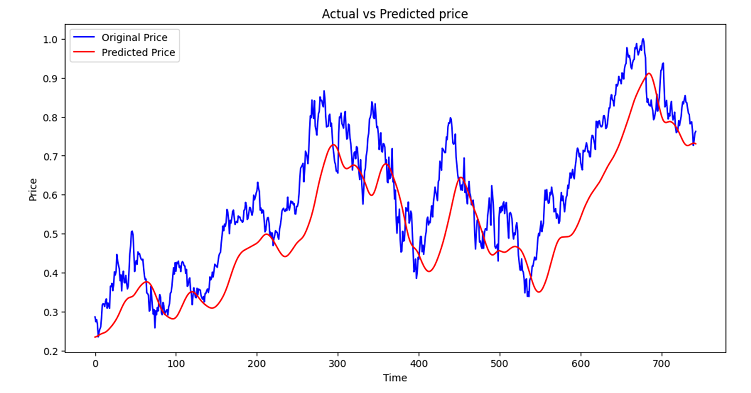 Actual vs Predicted price
Original Price
Predicted Price
1.0
0.9
0.8
0.7
0.6
0.5
0.4
0.3
0.2
Price
0 100 200 300 400 500 600 700
Time